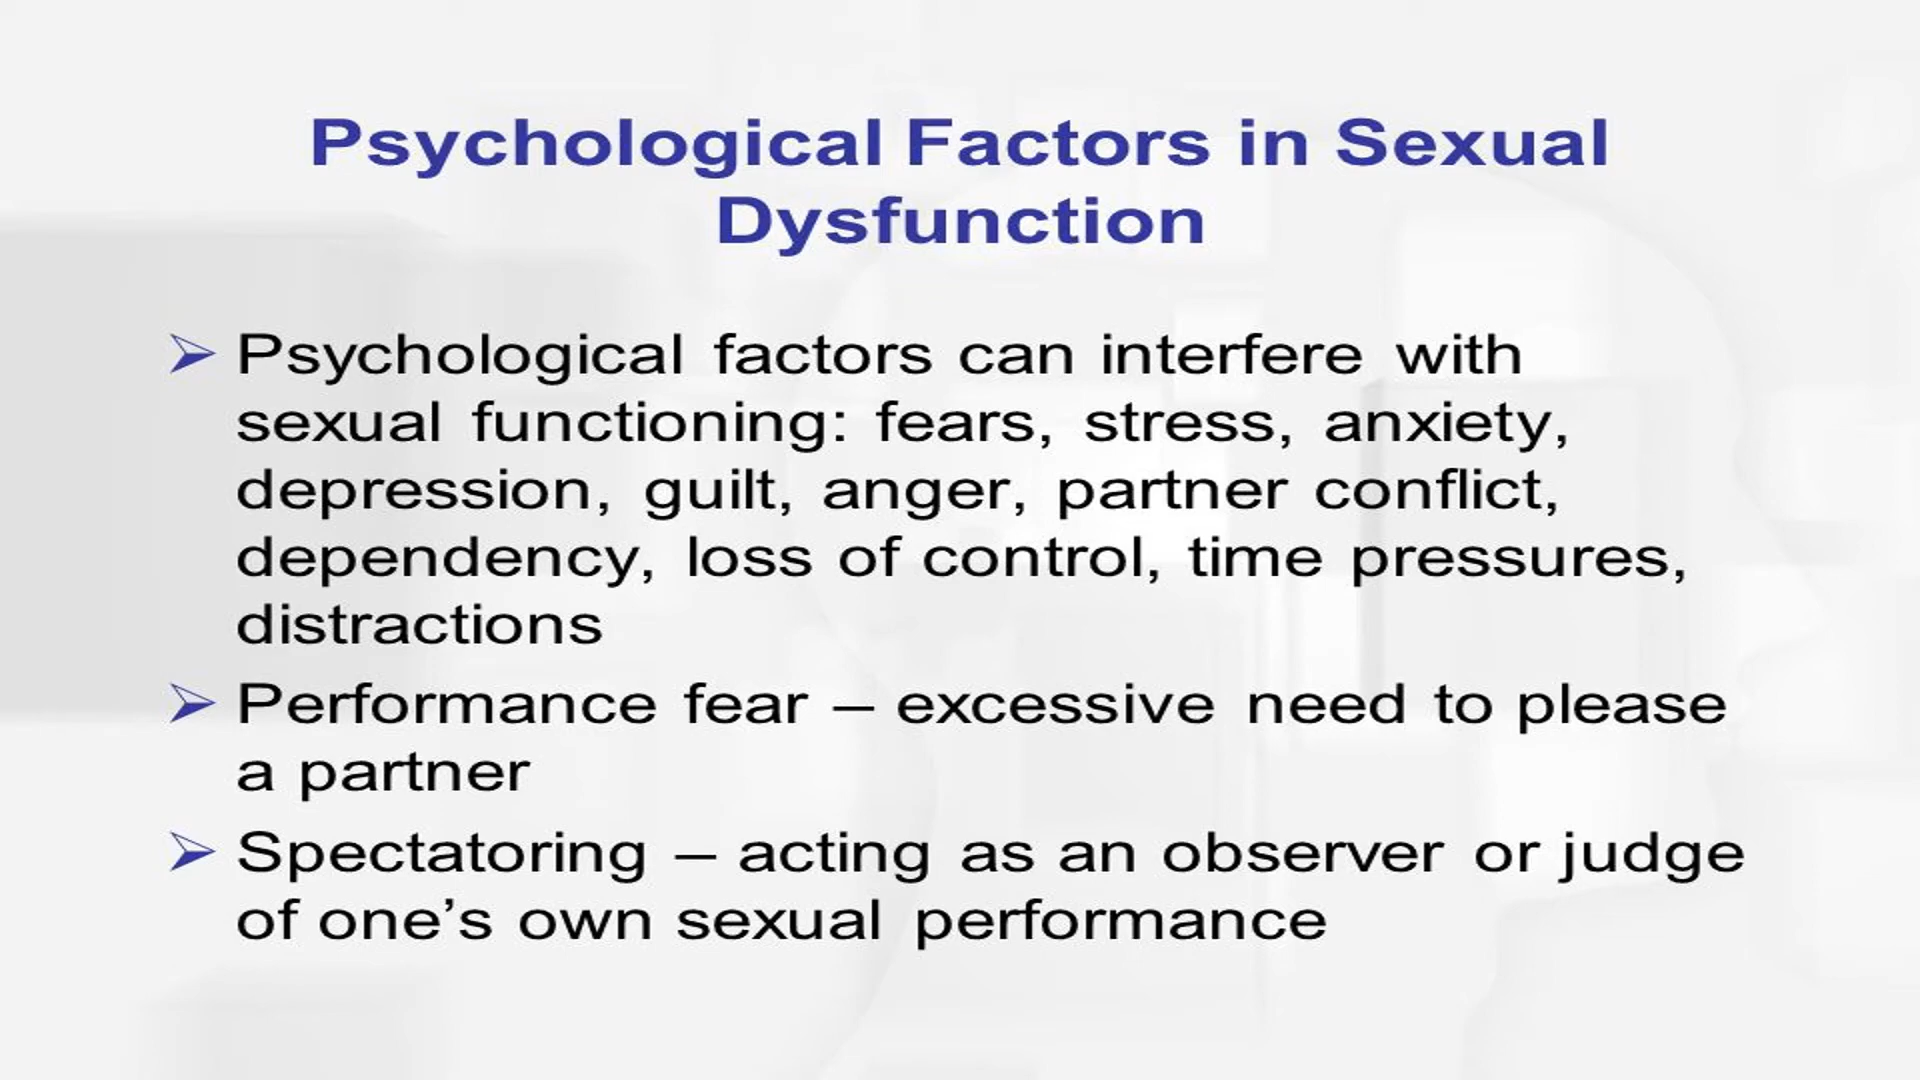 Psychological Factors in Sexual
Dysfunction
Psychological factors can interfere with
sexual functioning: fears, stress, anxiety,
depression, guilt, anger, partner conflict,
dependency, loss of control, time pressures,
distractions
Performance fear – excessive need to please
a partner
Spectatoring – acting as an observer or judge
of one’s own sexual performance